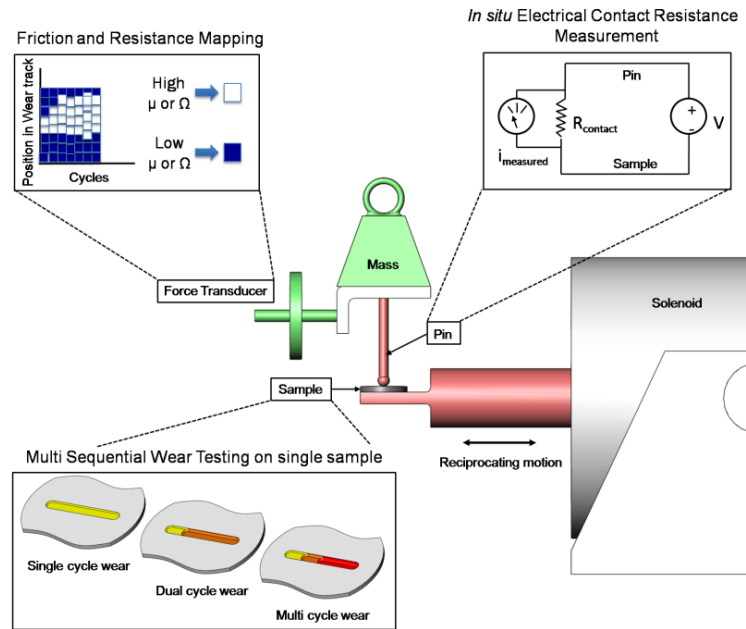 In situ Electrical Contact Resistance
Measurement
Friction and Resistance Mapping
Position in Wear track
Cycles
High
μ or Ω
Low
μ or Ω
Pin
R contact
i measured
Sample
+
-
V
Mass
Force Transducer
Pin
Solenoid
Sample
Reciprocating motion
Multi Sequential Wear Testing on single sample
Single cycle wear
Dual cycle wear
Multi cycle wear